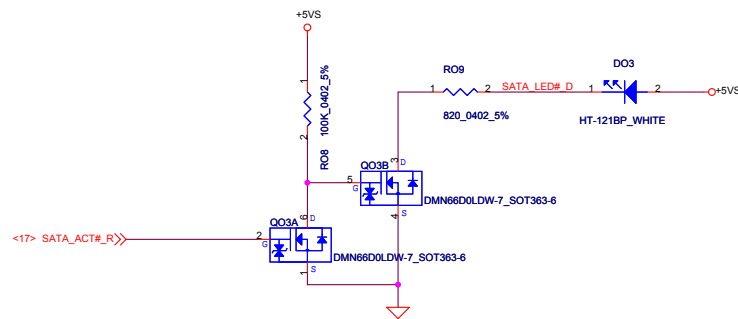 +5VS
DO3
RO9
1
2
SATA_LED#_D
1
2
+5VS
1
100K_0402_5%
2
820_0402_5%
HT-121BP_WHITE
RO8
3
QO3B
D
5
G
S
DMN66D0LDW-7_SOT363-6
4
6
QO3A
D
<17> SATA_ACT#_R
2
G
DMN66D0LDW-7_SOT363-6
S
1